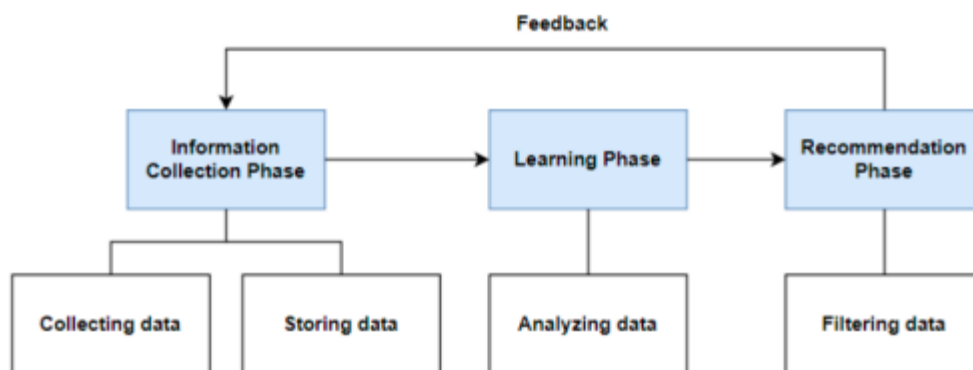 Feedback
Information
Collection Phase
Learning Phase
Recommendation
Phase
Collecting data
Storing data
Analyzing data
Filtering data